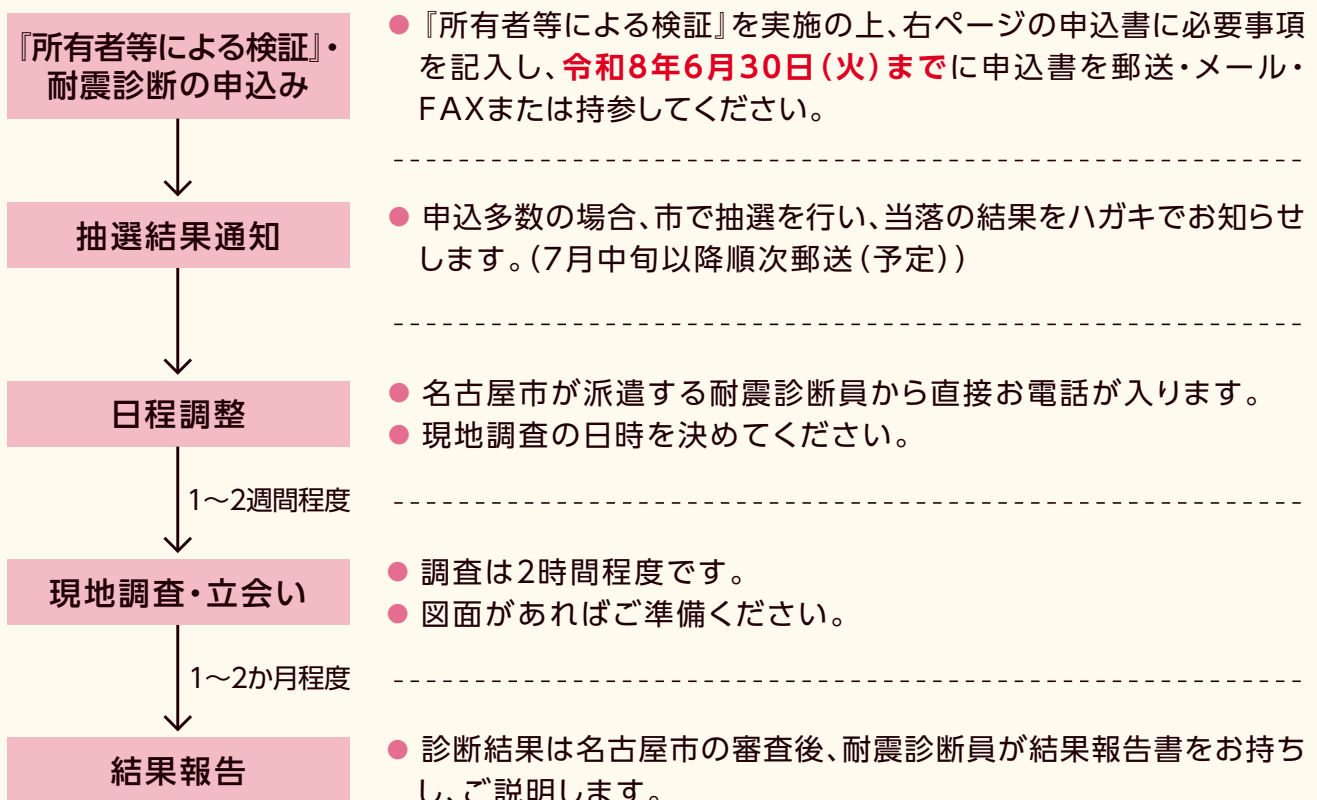 『所有者等による検証』・
耐震診断の申込み
●『所有者等による検証』を実施の上、右ページの申込書に必要事項
を記入し、令和8年6月30日(火)までに申込書を郵送・メール・
FAXまたは持参してください。
抽選結果通知
●申込多数の場合、市で抽選を行い、当落の結果をハガキでお知らせ
します。(7月中旬以降順次郵送(予定))
日程調整
●名古屋市が派遣する耐震診断員から直接お電話が入ります。
●現地調査の日時を決めてください。
1〜2週間程度
現地調査・立会い
●調査は2時間程度です。
●図面があればご準備ください。
1〜2か月程度
結果報告
●診断結果は名古屋市の審査後、耐震診断員が結果報告書をお持ち
し、ご説明します。